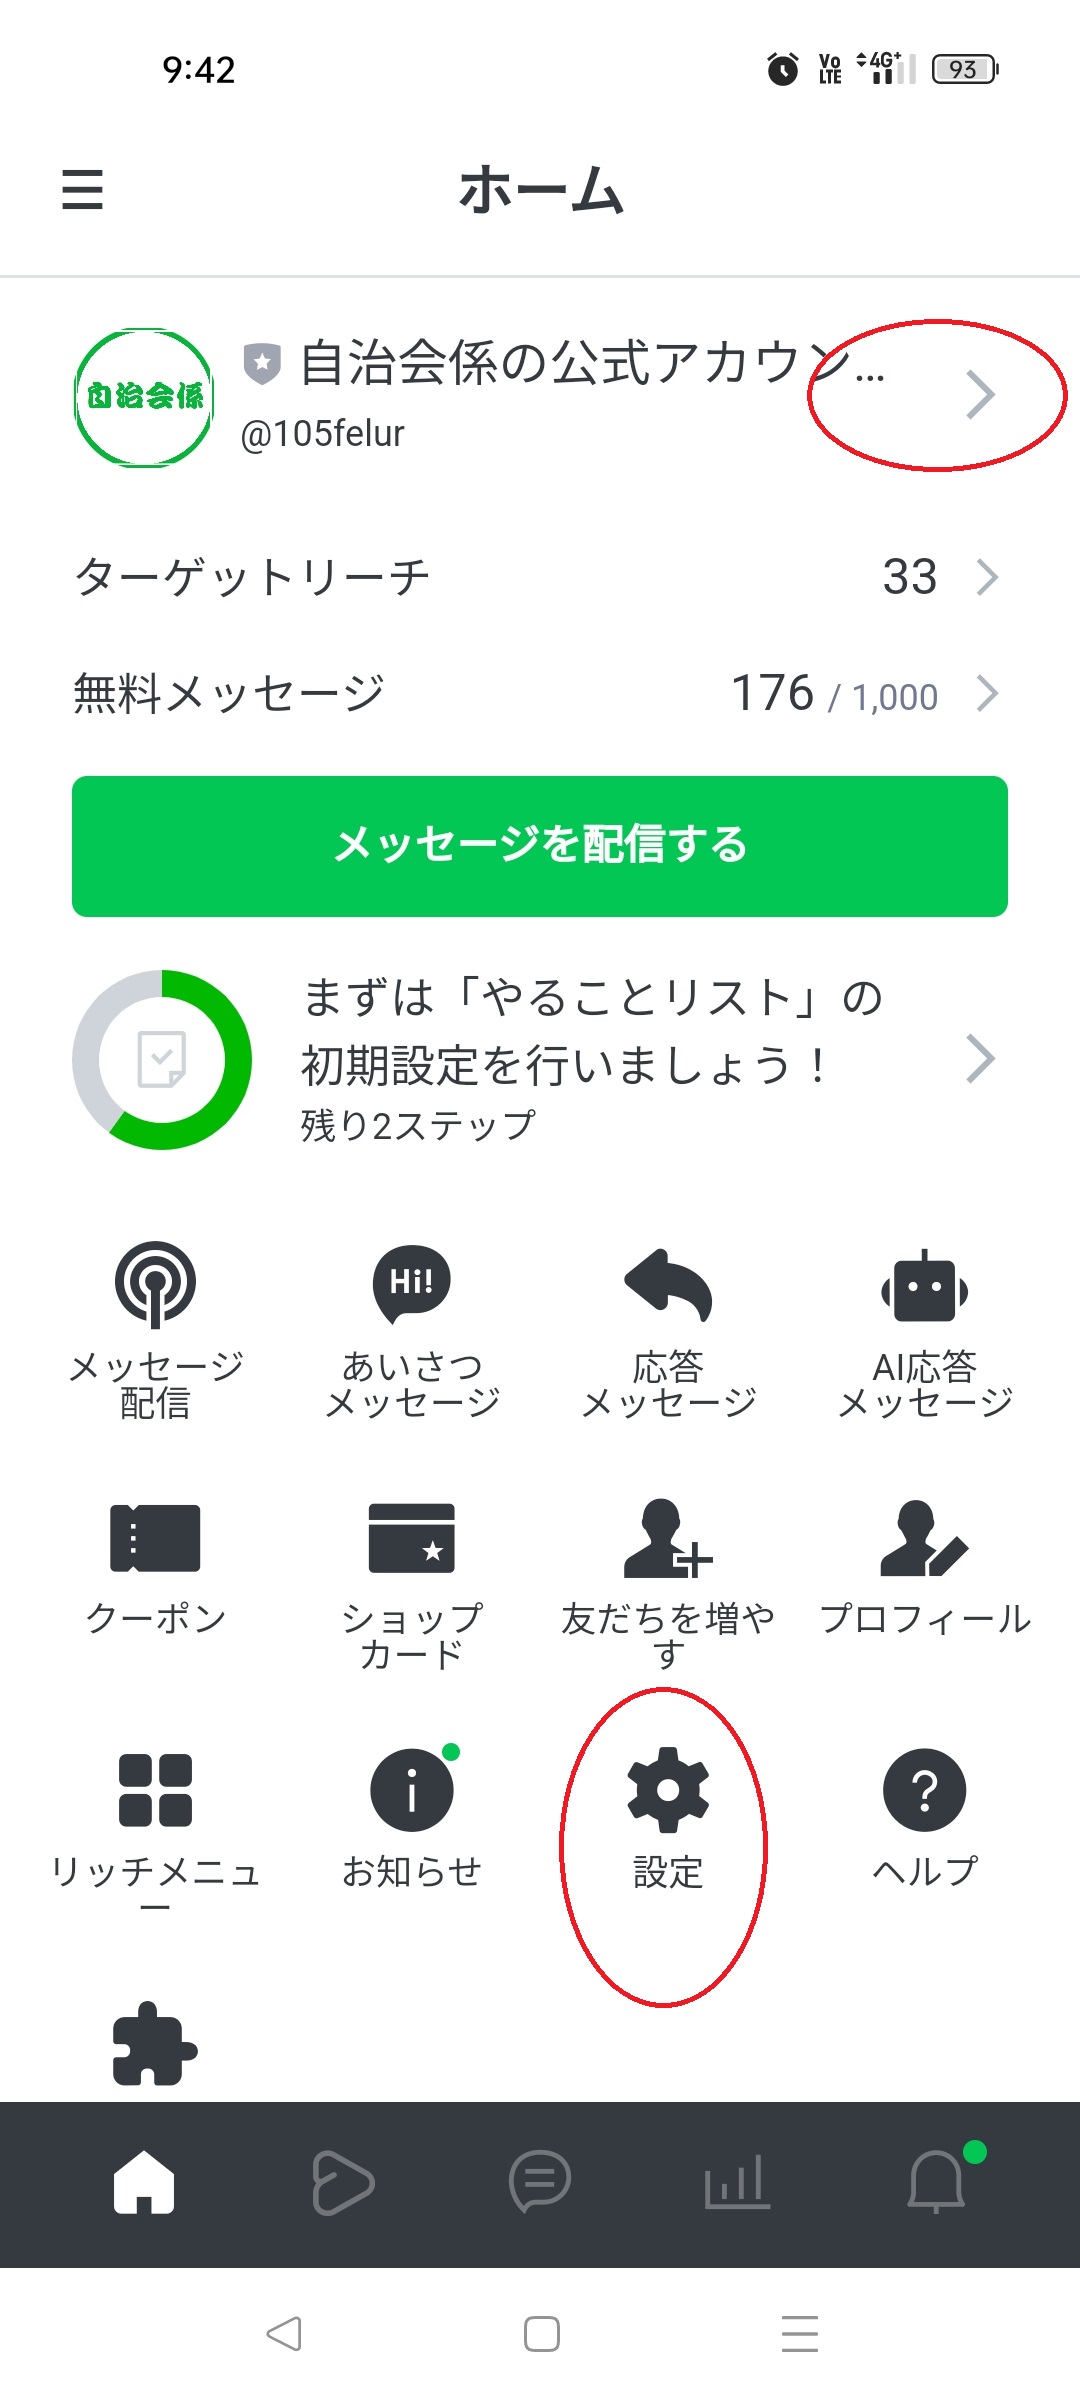 9:42
Vo
LTE
4G+
93
ホーム
自治会係
自治会係の公式アカウン...
@105felur
ターゲットリーチ 33
無料メッセージ 176 / 1,000
メッセージを配信する
まずは「やることリスト」の
初期設定を行いましょう！
残り2ステップ
Hi!
メッセージ
配信
あいさつ
メッセージ
応答
メッセージ
AI応答
メッセージ
クーポン
ショップ
カード
友だちを増や
す
プロフィール
リッチメニュ
ー
お知らせ
設定
ヘルプ